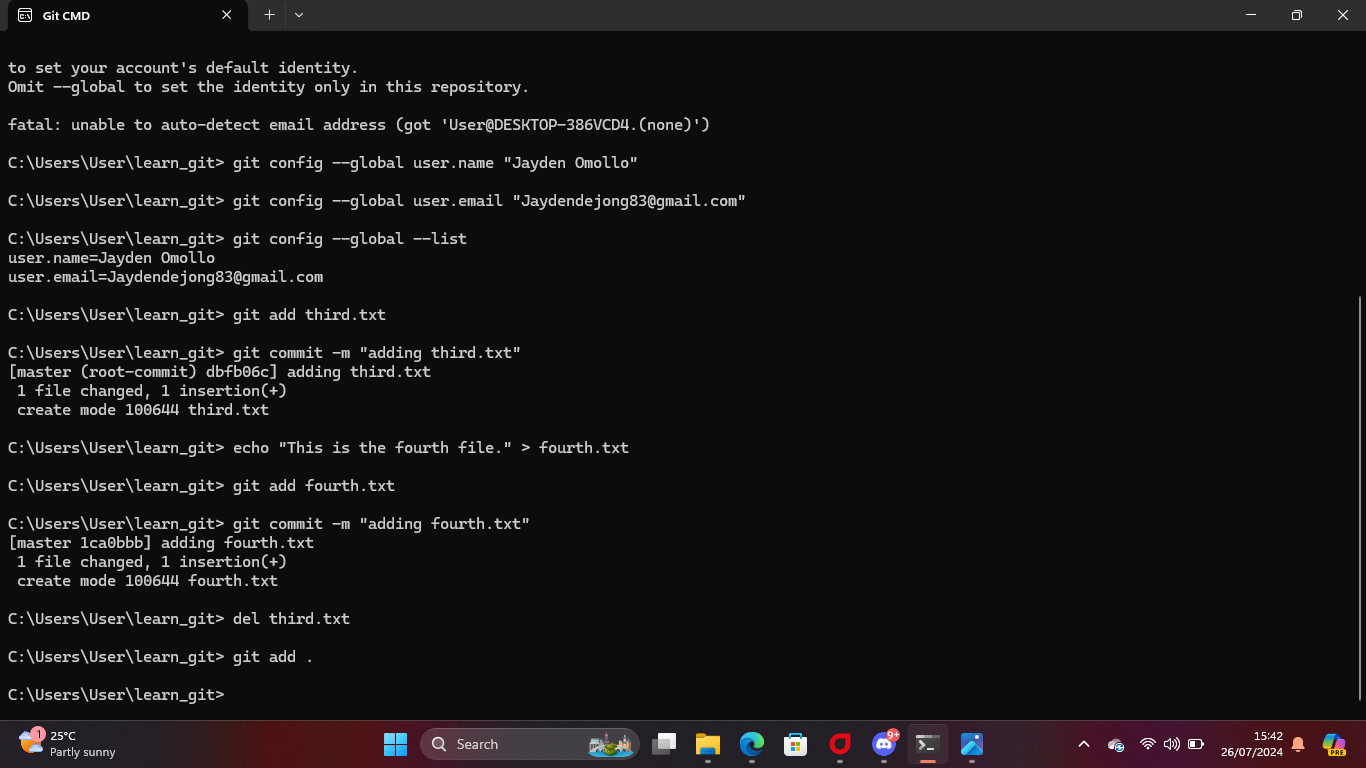 Git CMD
to set your account's default identity.
Omit --global to set the identity only in this repository.
fatal: unable to auto-detect email address (got 'User@DESKTOP-386VCD4.(none)')
C:\Users\User\learn_git> git config --global user.name "Jayden Omollo"
C:\Users\User\learn_git> git config --global user.email "Jaydendejong83@gmail.com"
C:\Users\User\learn_git> git config --global --list
user.name=Jayden Omollo
user.email=Jaydendejong83@gmail.com
C:\Users\User\learn_git> git add third.txt
C:\Users\User\learn_git> git commit -m "adding third.txt"
[master (root-commit) dbfb06c] adding third.txt
 1 file changed, 1 insertion(+)
 create mode 100644 third.txt
C:\Users\User\learn_git> echo "This is the fourth file." > fourth.txt
C:\Users\User\learn_git> git add fourth.txt
C:\Users\User\learn_git> git commit -m "adding fourth.txt"
[master 1ca0bbb] adding fourth.txt
 1 file changed, 1 insertion(+)
 create mode 100644 fourth.txt
C:\Users\User\learn_git> del third.txt
C:\Users\User\learn_git> git add .
C:\Users\User\learn_git>
1
25°C
Partly sunny
Search
9+
15:42
26/07/2024
PRE